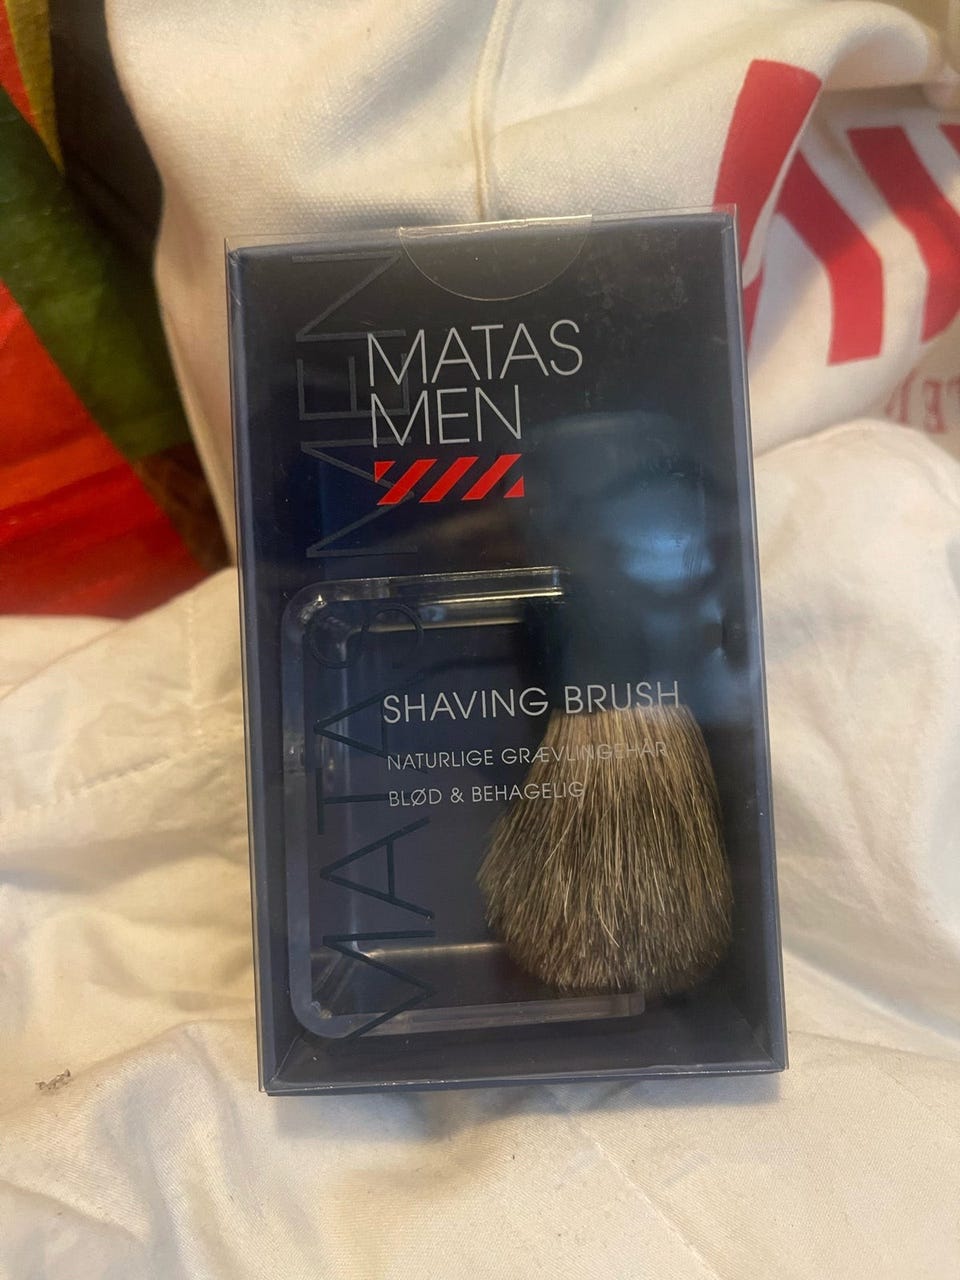 MATAS
MEN
SHAVING BRUSH
NATURLIGE GRÆVLINGEHÅR
BLØD & BEHAGELIG
MATAS MEN